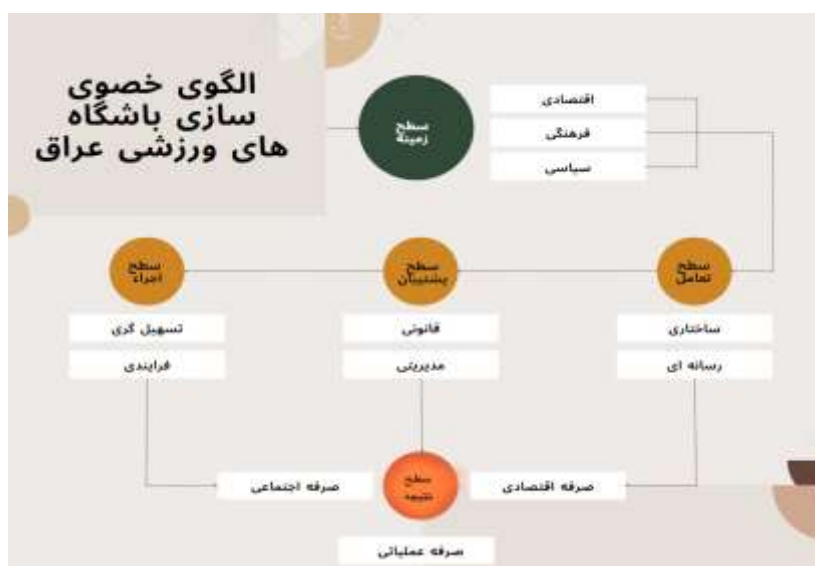 الگوی خصوی
سازی باشگاه
های ورزشی عراق
سطح
زمینه
اقتصادی
فرهنگی
سیاسی
سطح
تعامل
سطح
پشتیبان
سطح
اجراء
ساختاری
قانونی
تسهیل گری
رسانه ای
مدیریتی
فرایندی
سطح
نتیجه
صرفه اقتصادی
صرفه اجتماعی
صرفه عملیاتی